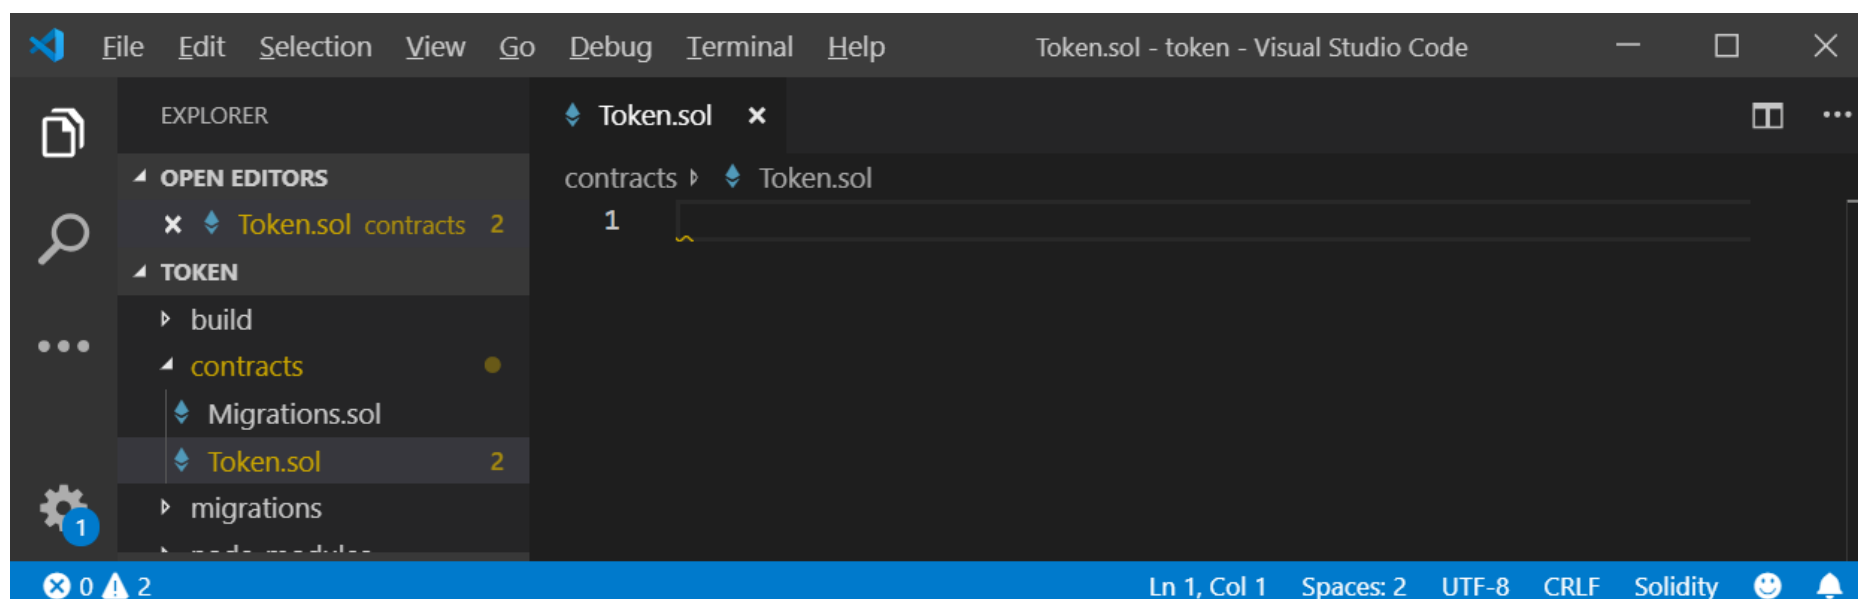 File Edit Selection View Go Debug Terminal Help Token.sol - token - Visual Studio Code
EXPLORER
OPEN EDITORS
Token.sol contracts 2
TOKEN
build
contracts
Migrations.sol
Token.sol 2
migrations
node_modules
1
Token.sol
contracts Token.sol
1
0 2 Ln 1, Col 1 Spaces: 2 UTF-8 CRLF Solidity